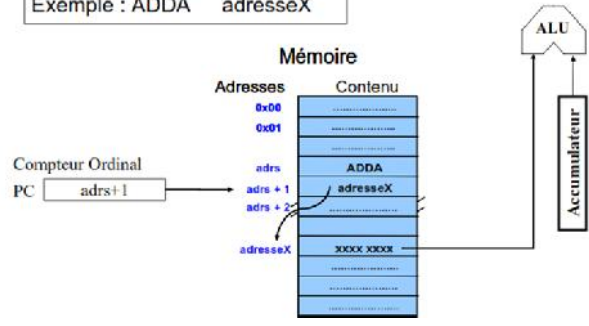 Exemple : ADDA adresseX
ALU
Mémoire
Adresses Contenu
0x00 ....................
0x01 ....................
....................
Compteur Ordinal
adrs ADDA
PC adrs+1
adrs + 1 adresseX
adrs + 2 ....................
adresseX xxxx xxxx
....................
....................
....................
Accumulateur